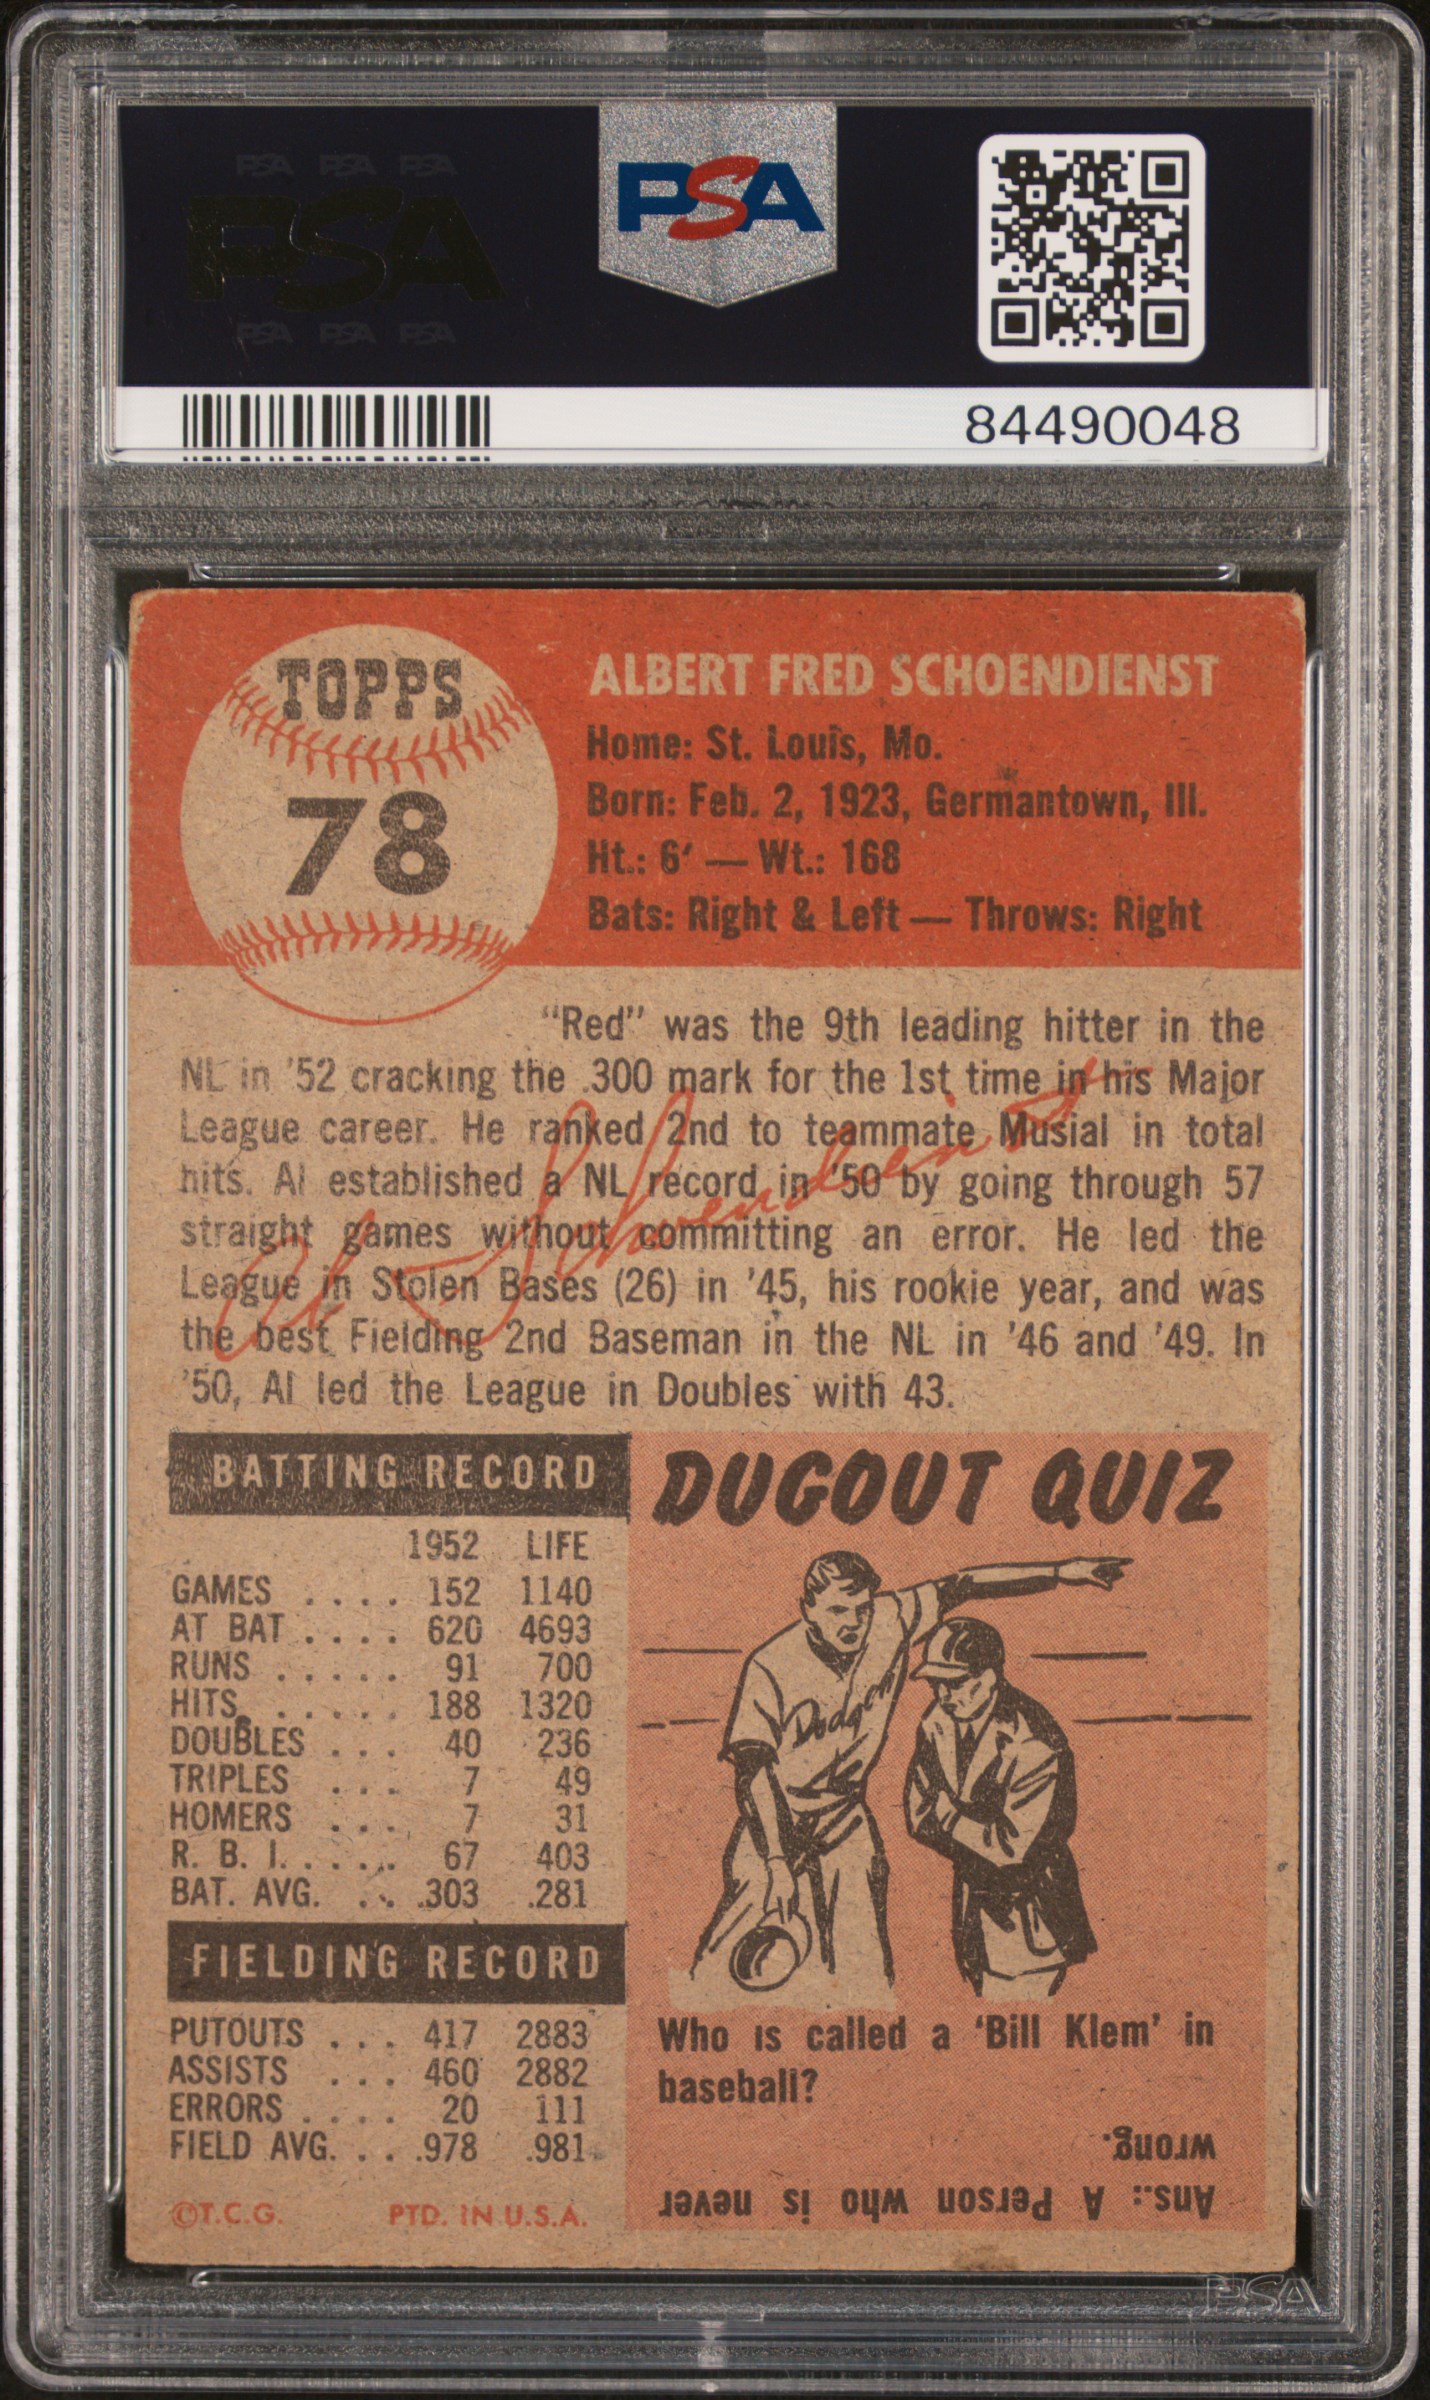 PSA PSA PSA
PSA
PSA PSA PSA
PSA
84490048
TOPPS
78
ALBERT FRED SCHOENDIENST
Home: St. Louis, Mo.
Born: Feb. 2, 1923, Germantown, Ill.
Ht.: 6' — Wt.: 168
Bats: Right & Left — Throws: Right
"Red" was the 9th leading hitter in the
NL in '52 cracking the .300 mark for the 1st time in his Major
League career. He ranked 2nd to teammate Musial in total
hits. Al established a NL record in '50 by going through 57
straight games without committing an error. He led the
League in Stolen Bases (26) in '45, his rookie year, and was
the best Fielding 2nd Baseman in the NL in '46 and '49. In
'50, Al led the League in Doubles with 43.
Al Schoendienst
BATTING RECORD
1952 LIFE
GAMES . . . . 152 1140
AT BAT . . . . 620 4693
RUNS . . . . . 91 700
HITS . . . . . 188 1320
DOUBLES . . . 40 236
TRIPLES . . . 7 49
HOMERS . . . 7 31
R. B. I. . . . . . 67 403
BAT. AVG. . . .303 .281
FIELDING RECORD
PUTOUTS . . . 417 2883
ASSISTS . . . 460 2882
ERRORS . . . . 20 111
FIELD AVG. . . .978 .981
©T.C.G. PTD. IN U.S.A.
DUGOUT QUIZ
Dodgers
Who is called a 'Bill Klem' in
baseball?
Ans.: A Person who is never
wrong.
PSA